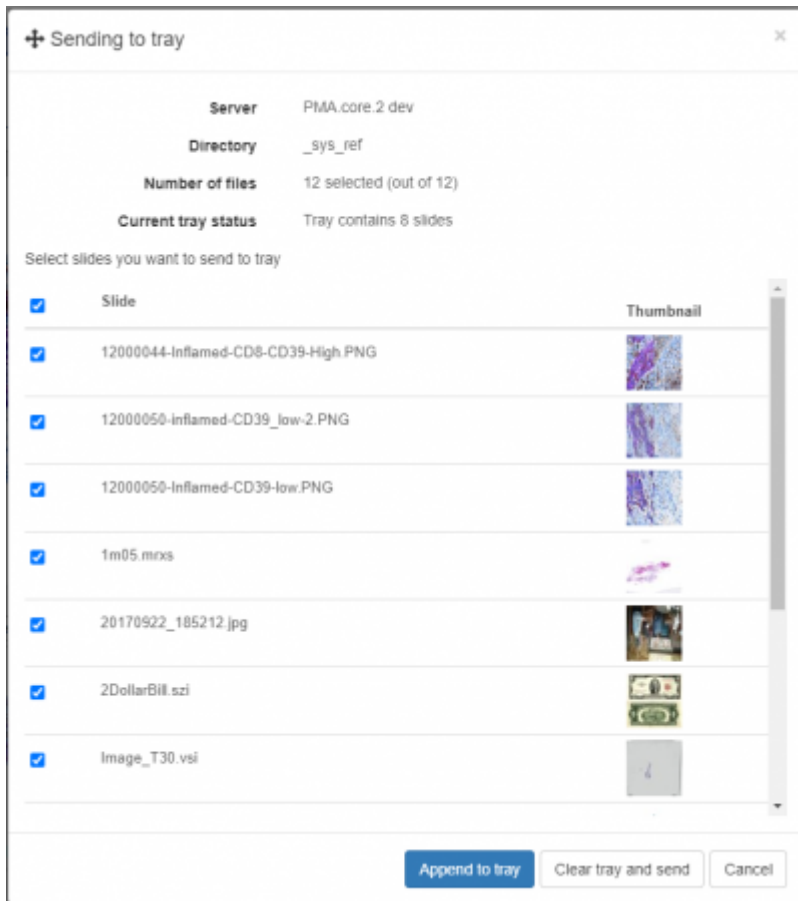 Sending to tray
×
Server PMA.core.2 dev
Directory _sys_ref
Number of files 12 selected (out of 12)
Current tray status Tray contains 8 slides
Select slides you want to send to tray
Slide Thumbnail
12000044-Inflamed-CD8-CD39-High.PNG
12000050-inflamed-CD39_low-2.PNG
12000050-Inflamed-CD39-low.PNG
1m05.mrxs
20170922_185212.jpg
2DollarBill.szi
Image_T30.vsi
Append to tray Clear tray and send Cancel